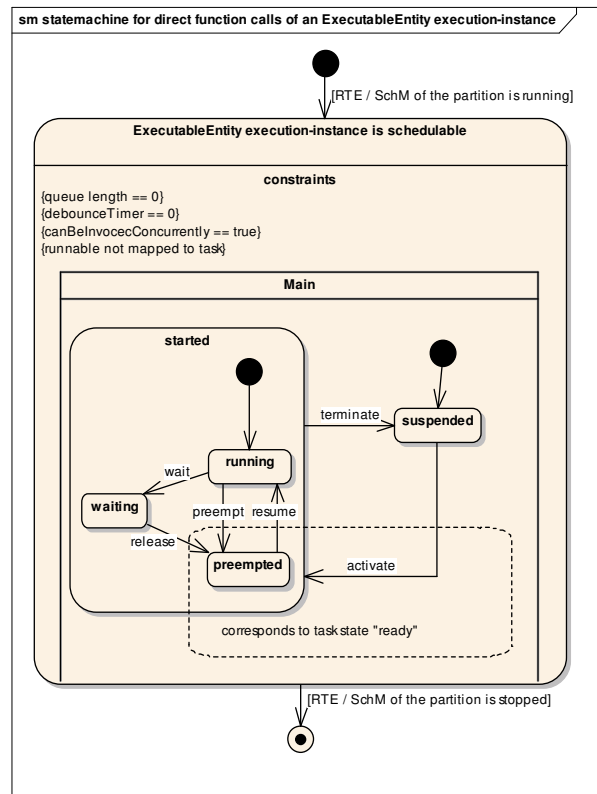 sm statemachine for direct function calls of an ExecutableEntity execution-instance
[RTE / SchM of the partition is running]
ExecutableEntity execution-instance is schedulable
constraints
{queue length == 0}
{debounceTimer == 0}
{canBeInvocecConcurrently == true}
{runnable not mapped to task}
Main
started
terminate
suspended
running
wait
waiting
preempt
resume
release
preempted
activate
corresponds to task state "ready"
[RTE / SchM of the partition is stopped]